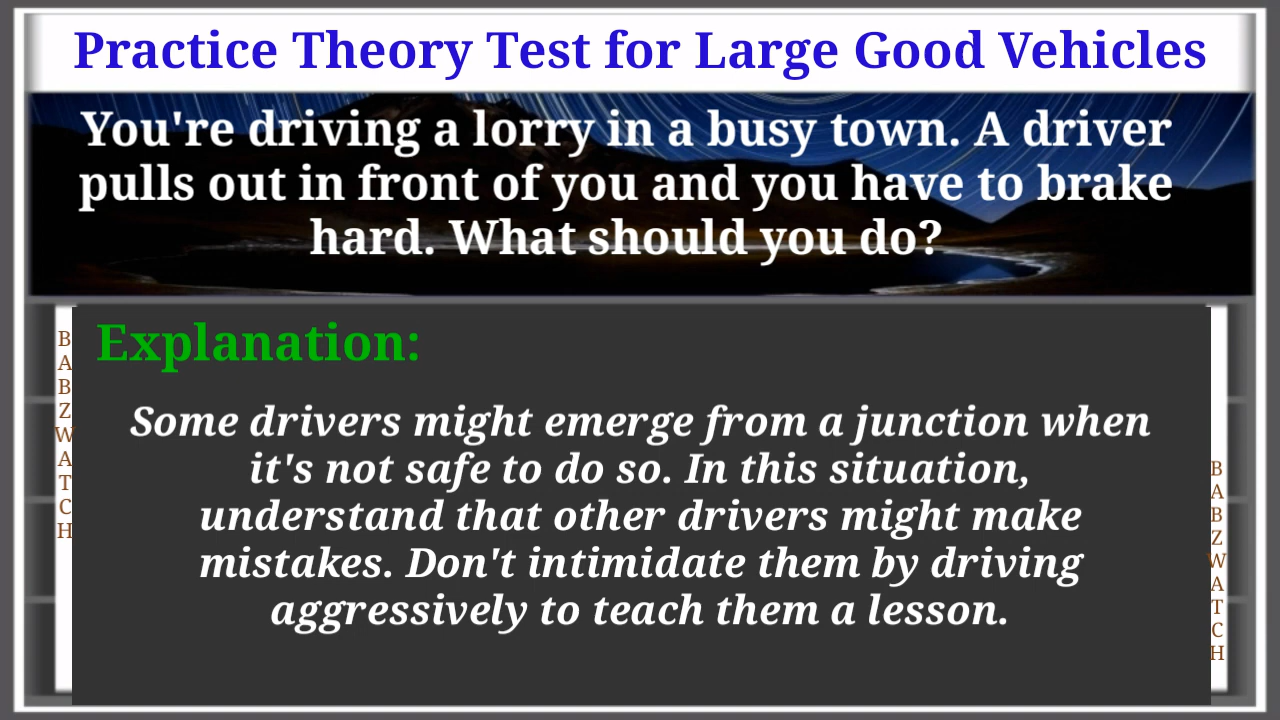 Practice Theory Test for Large Good Vehicles
You're driving a lorry in a busy town. A driver
pulls out in front of you and you have to brake
hard. What should you do?
Explanation:
Some drivers might emerge from a junction when
it's not safe to do so. In this situation,
understand that other drivers might make
mistakes. Don't intimidate them by driving
aggressively to teach them a lesson.
BABZWATCH
BABZWATCH